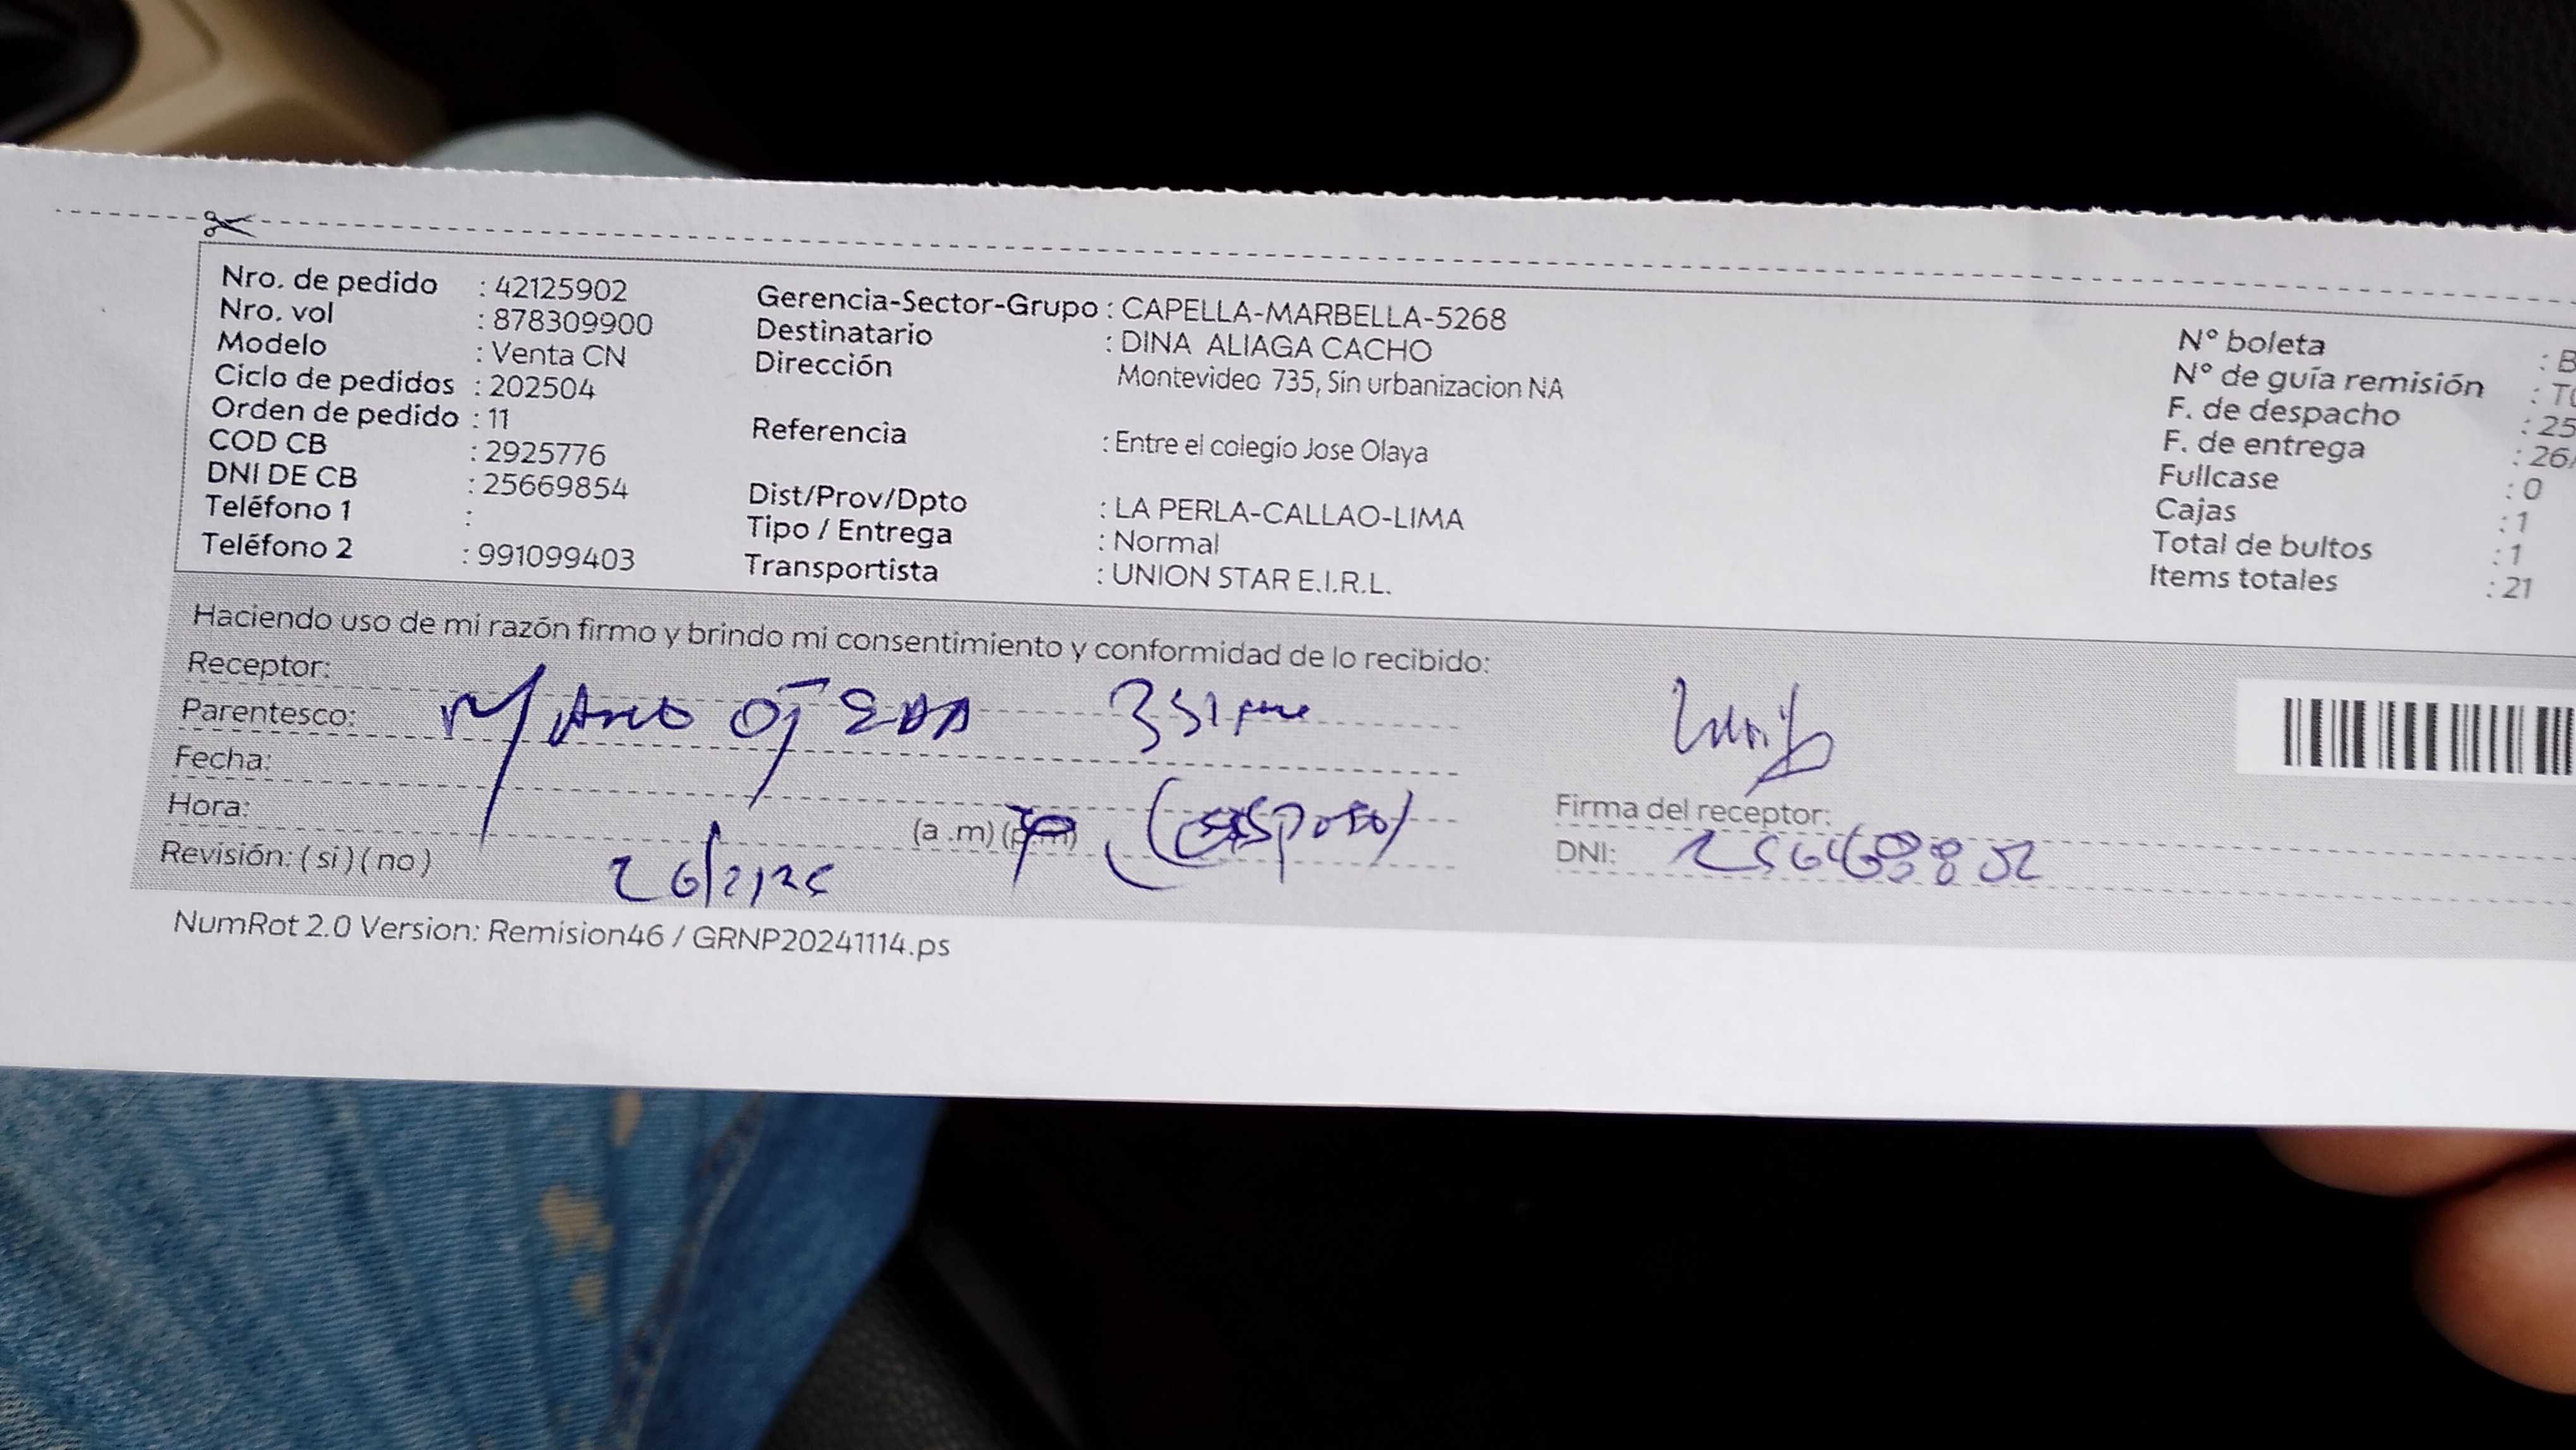 Nro. de pedido : 42125902
Nro. vol : 878309900
Modelo : Venta CN
Ciclo de pedidos : 202504
Orden de pedido : 11
COD CB : 2925776
DNI DE CB : 25669854
Teléfono 1 :
Teléfono 2 : 991099403
Gerencia-Sector-Grupo : CAPELLA-MARBELLA-5268
Destinatario : DINA ALIAGA CACHO
Dirección Montevideo 735, Sin urbanizacion NA
Referencia : Entre el colegio Jose Olaya
Dist/Prov/Dpto : LA PERLA-CALLAO-LIMA
Tipo / Entrega : Normal
Transportista : UNION STAR E.I.R.L.
N° boleta : B
N° de guía remisión : T0
F. de despacho : 25
F. de entrega : 26/
Fullcase : 0
Cajas : 1
Total de bultos : 1
Items totales : 21
Haciendo uso de mi razón firmo y brindo mi consentimiento y conformidad de lo recibido:
Receptor:
Parentesco: OJEDA
Fecha:
Hora: (a .m) (p.m) (esposo)
Revisión: ( si ) ( no ) 26/2/25
Firma del receptor:
DNI:
NumRot 2.0 Version: Remision46 / GRNP20241114.ps